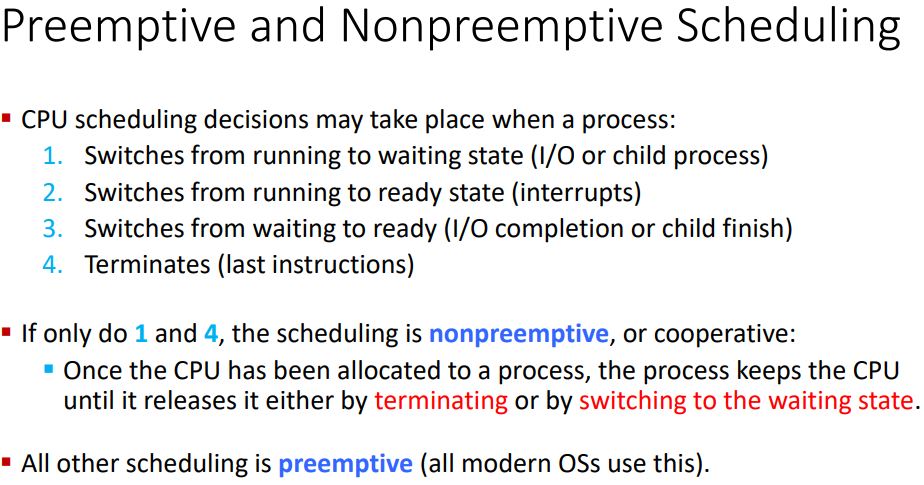 Preemptive and Nonpreemptive Scheduling
▪ CPU scheduling decisions may take place when a process:
1. Switches from running to waiting state (I/O or child process)
2. Switches from running to ready state (interrupts)
3. Switches from waiting to ready (I/O completion or child finish)
4. Terminates (last instructions)
▪ If only do 1 and 4, the scheduling is nonpreemptive, or cooperative:
▪ Once the CPU has been allocated to a process, the process keeps the CPU
until it releases it either by terminating or by switching to the waiting state.
▪ All other scheduling is preemptive (all modern OSs use this).